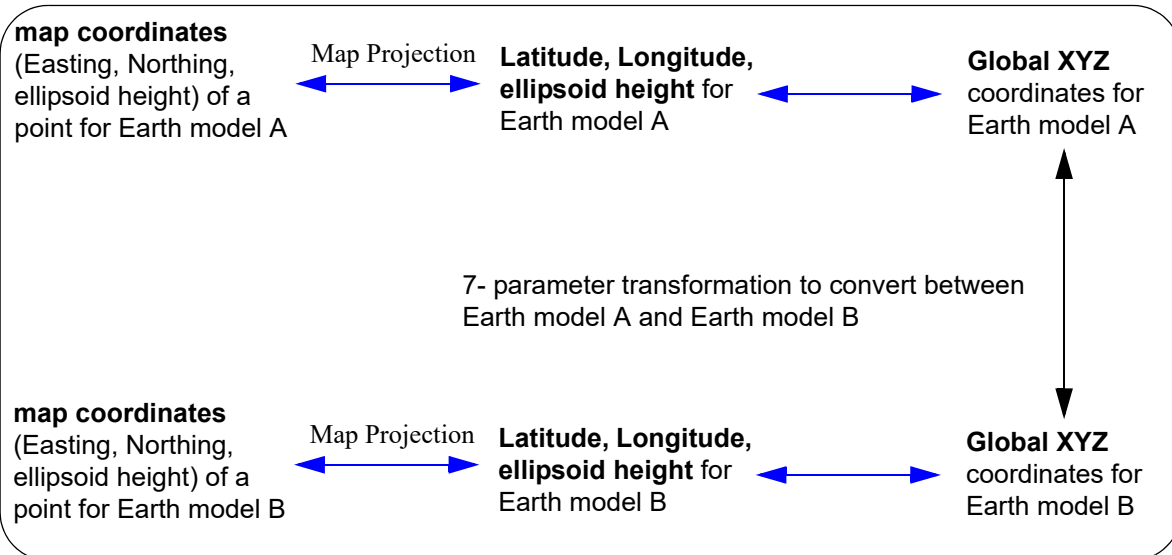 map coordinates
(Easting, Northing,
ellipsoid height) of a
point for Earth model A
Map Projection
Latitude, Longitude,
ellipsoid height for
Earth model A
Global XYZ
coordinates for
Earth model A
7- parameter transformation to convert between
Earth model A and Earth model B
map coordinates
(Easting, Northing,
ellipsoid height) of a
point for Earth model B
Map Projection
Latitude, Longitude,
ellipsoid height for
Earth model B
Global XYZ
coordinates for
Earth model B